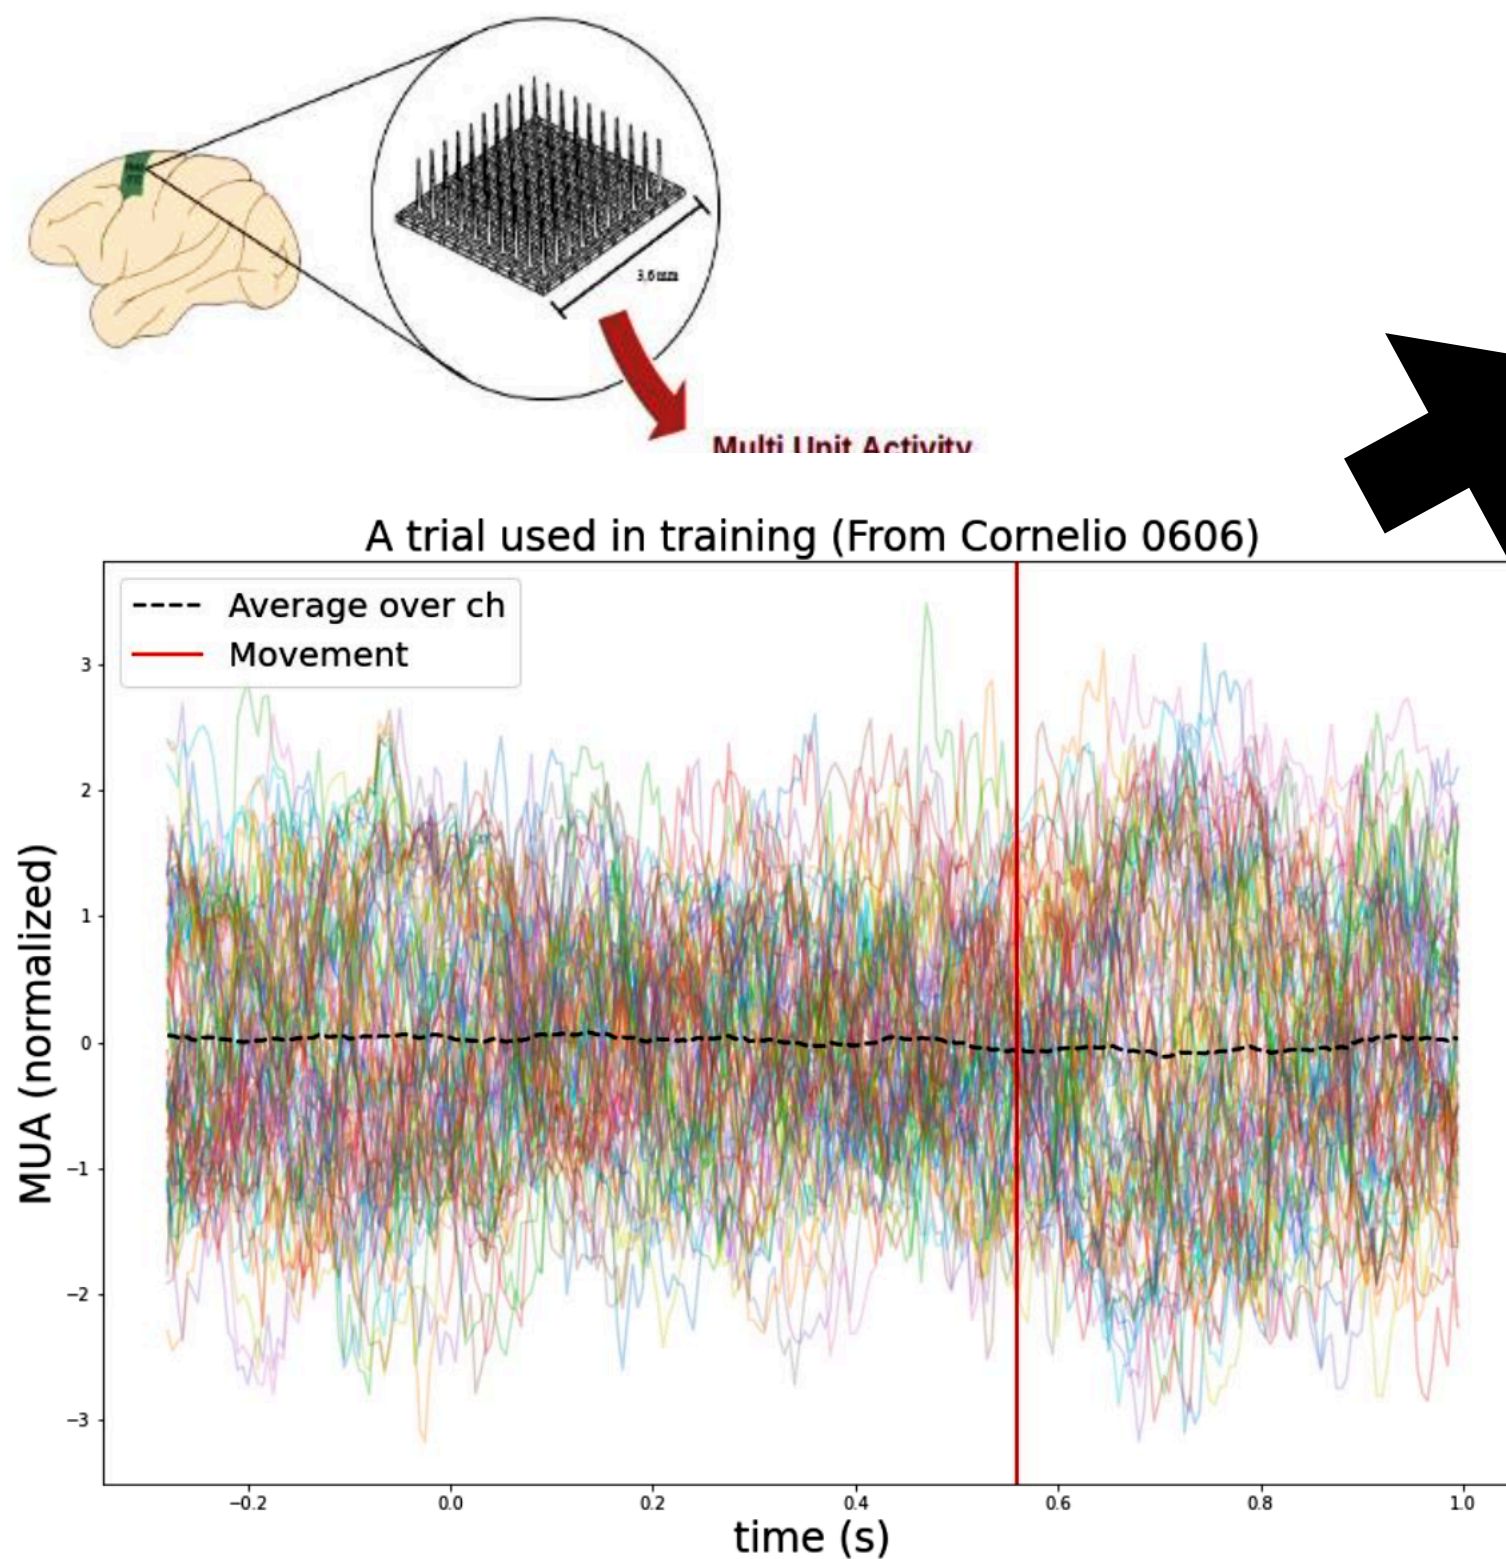 3,6mm
Multi Unit Activity
A trial used in training (From Cornelio 0606)
Average over ch
Movement
3
2
1
0
−1
−2
−3
MUA (normalized)
−0.2 0.0 0.2 0.4 0.6 0.8 1.0
time (s)